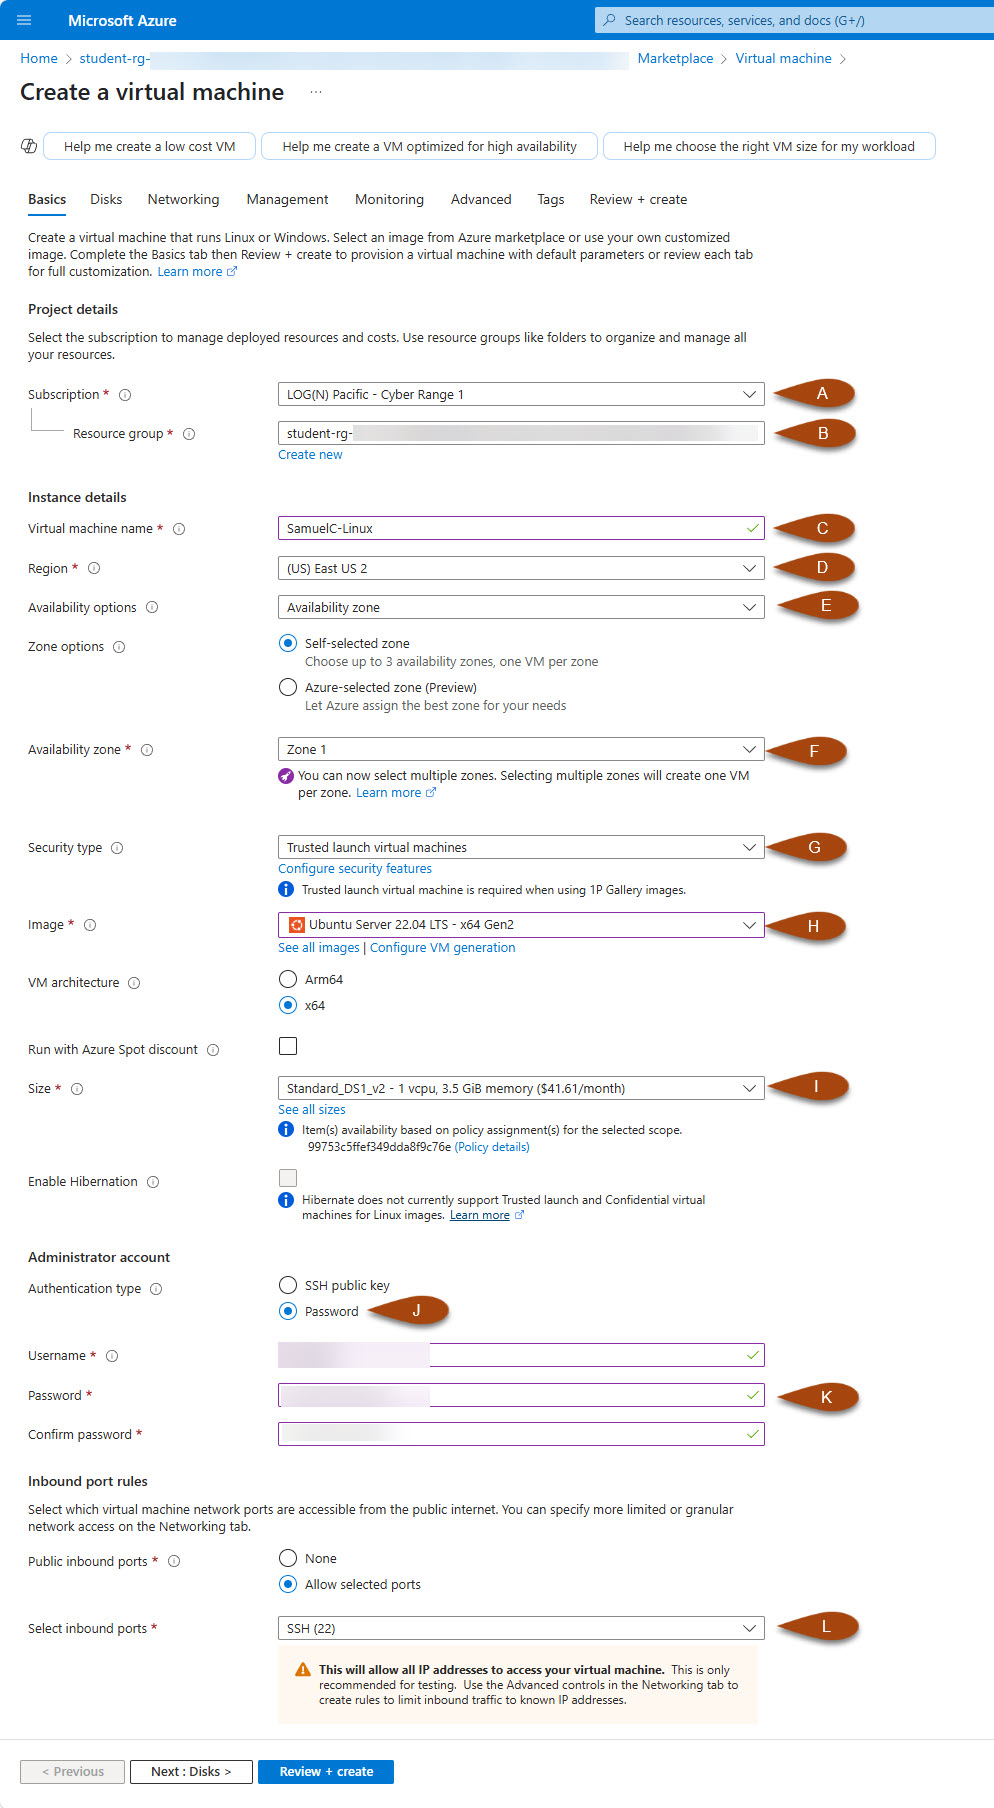 Microsoft Azure
Search resources, services, and docs (G+/)
Home > student-rg- Marketplace > Virtual machine >
Create a virtual machine ...
Help me create a low cost VM
Help me create a VM optimized for high availability
Help me choose the right VM size for my workload
Basics Disks Networking Management Monitoring Advanced Tags Review + create
Create a virtual machine that runs Linux or Windows. Select an image from Azure marketplace or use your own customized
image. Complete the Basics tab then Review + create to provision a virtual machine with default parameters or review each tab
for full customization. Learn more
Project details
Select the subscription to manage deployed resources and costs. Use resource groups like folders to organize and manage all
your resources.
Subscription * LOG(N) Pacific - Cyber Range 1 A
Resource group * student-rg- B
Create new
Instance details
Virtual machine name * SamuelC-Linux C
Region * (US) East US 2 D
Availability options Availability zone E
Zone options Self-selected zone
Choose up to 3 availability zones, one VM per zone
Azure-selected zone (Preview)
Let Azure assign the best zone for your needs
Availability zone * Zone 1 F
You can now select multiple zones. Selecting multiple zones will create one VM
per zone. Learn more
Security type Trusted launch virtual machines G
Configure security features
Trusted launch virtual machine is required when using 1P Gallery images.
Image * Ubuntu Server 22.04 LTS - x64 Gen2 H
See all images | Configure VM generation
VM architecture Arm64
x64
Run with Azure Spot discount
Size * Standard_DS1_v2 - 1 vcpu, 3.5 GiB memory ($41.61/month) I
See all sizes
Item(s) availability based on policy assignment(s) for the selected scope.
99753c5ffef349dda8f9c76e (Policy details)
Enable Hibernation
Hibernate does not currently support Trusted launch and Confidential virtual
machines for Linux images. Learn more
Administrator account
Authentication type SSH public key
Password J
Username *
Password * K
Confirm password *
Inbound port rules
Select which virtual machine network ports are accessible from the public internet. You can specify more limited or granular
network access on the Networking tab.
Public inbound ports * None
Allow selected ports
Select inbound ports * SSH (22) L
This will allow all IP addresses to access your virtual machine. This is only
recommended for testing. Use the Advanced controls in the Networking tab to
create rules to limit inbound traffic to known IP addresses.
< Previous
Next : Disks >
Review + create